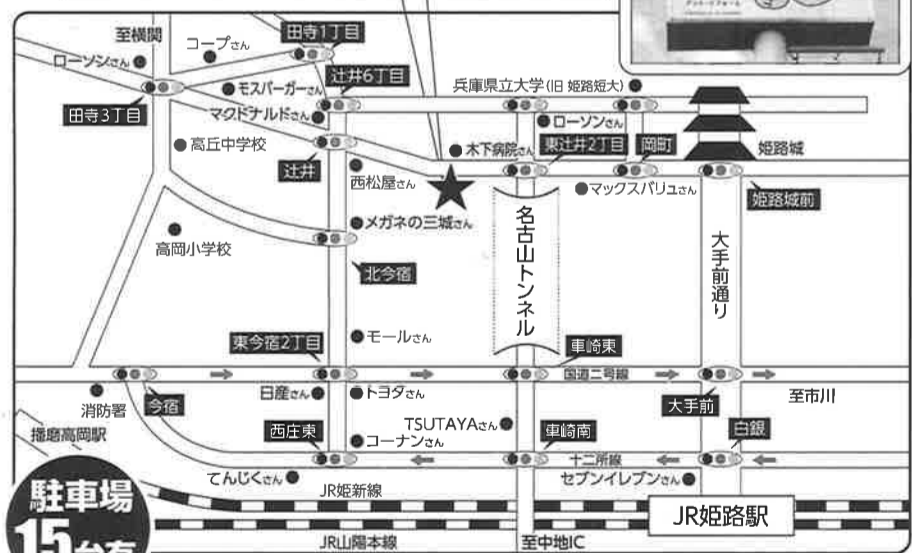 至横関
コープさん
田寺1丁目
ローソンさん
モスバーガーさん
辻井6丁目
兵庫県立大学(旧 姫路短大)
田寺3丁目
マクドナルドさん
ローソンさん
高丘中学校
木下病院さん
東辻井2丁目
岡町
姫路城
辻井
西松屋さん
マックスバリュさん
姫路城前
メガネの三城さん
高岡小学校
名古山トンネル
大手前通り
北今宿
モールさん
東今宿2丁目
車崎東
国道二号線
消防署
今宿
日産さん
トヨタさん
大手前
至市川
播磨高岡駅
西庄東
コーナンさん
TSUTAYAさん
車崎南
白銀
十二所線
てんじくさん
セブンイレブンさん
JR姫新線
JR姫路駅
駐車場
15台有
JR山陽本線
至中地IC